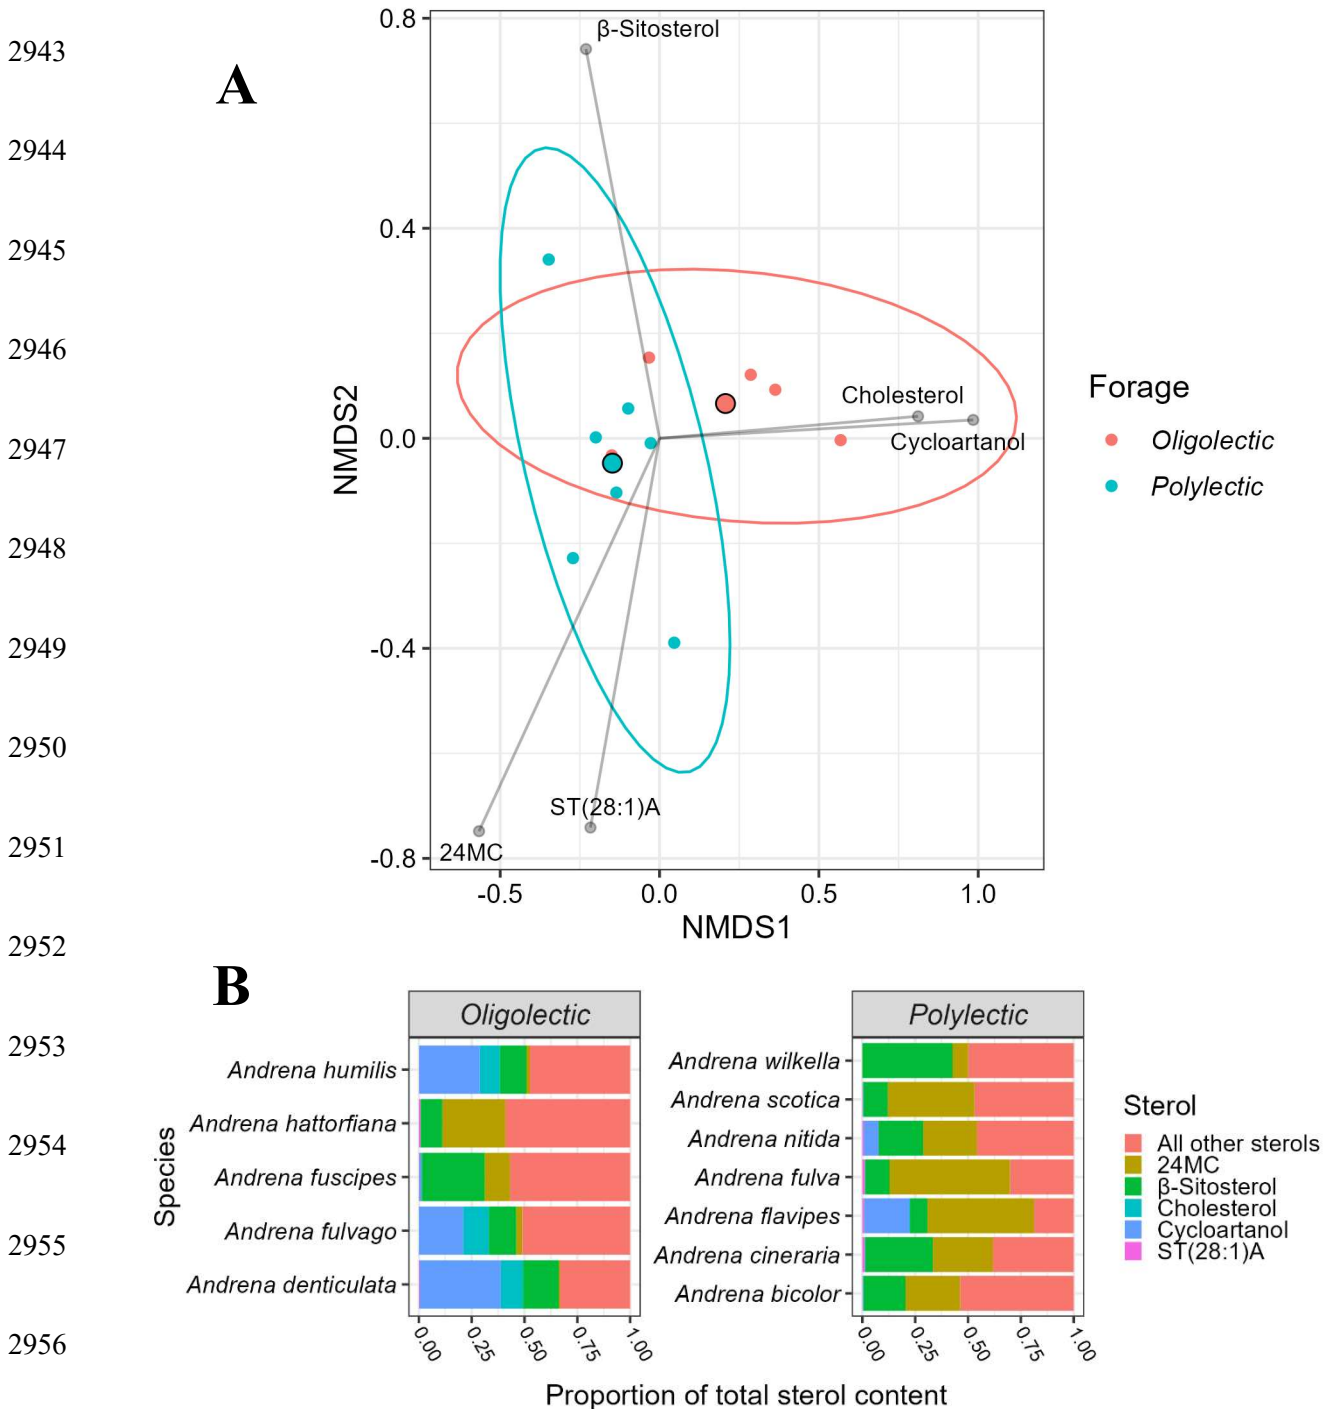 2943
2944
2945
2946
2947
2948
2949
2950
2951
2952
2953
2954
2955
2956
A
0.8
0.4
0.0
-0.4
-0.8
NMDS2
β-Sitosterol
Cholesterol
Cycloartanol
ST(28:1)A
24MC
-0.5 0.0 0.5 1.0
NMDS1
Forage
Oligolectic
Polylectic
B
Oligolectic
Species
Andrena humilis
Andrena hattorfiana
Andrena fuscipes
Andrena fulvago
Andrena denticulata
0.00 0.25 0.50 0.75 1.00
Polylectic
Andrena wilkella
Andrena scotica
Andrena nitida
Andrena fulva
Andrena flavipes
Andrena cineraria
Andrena bicolor
0.00 0.25 0.50 0.75 1.00
Proportion of total sterol content
Sterol
All other sterols
24MC
β-Sitosterol
Cholesterol
Cycloartanol
ST(28:1)A